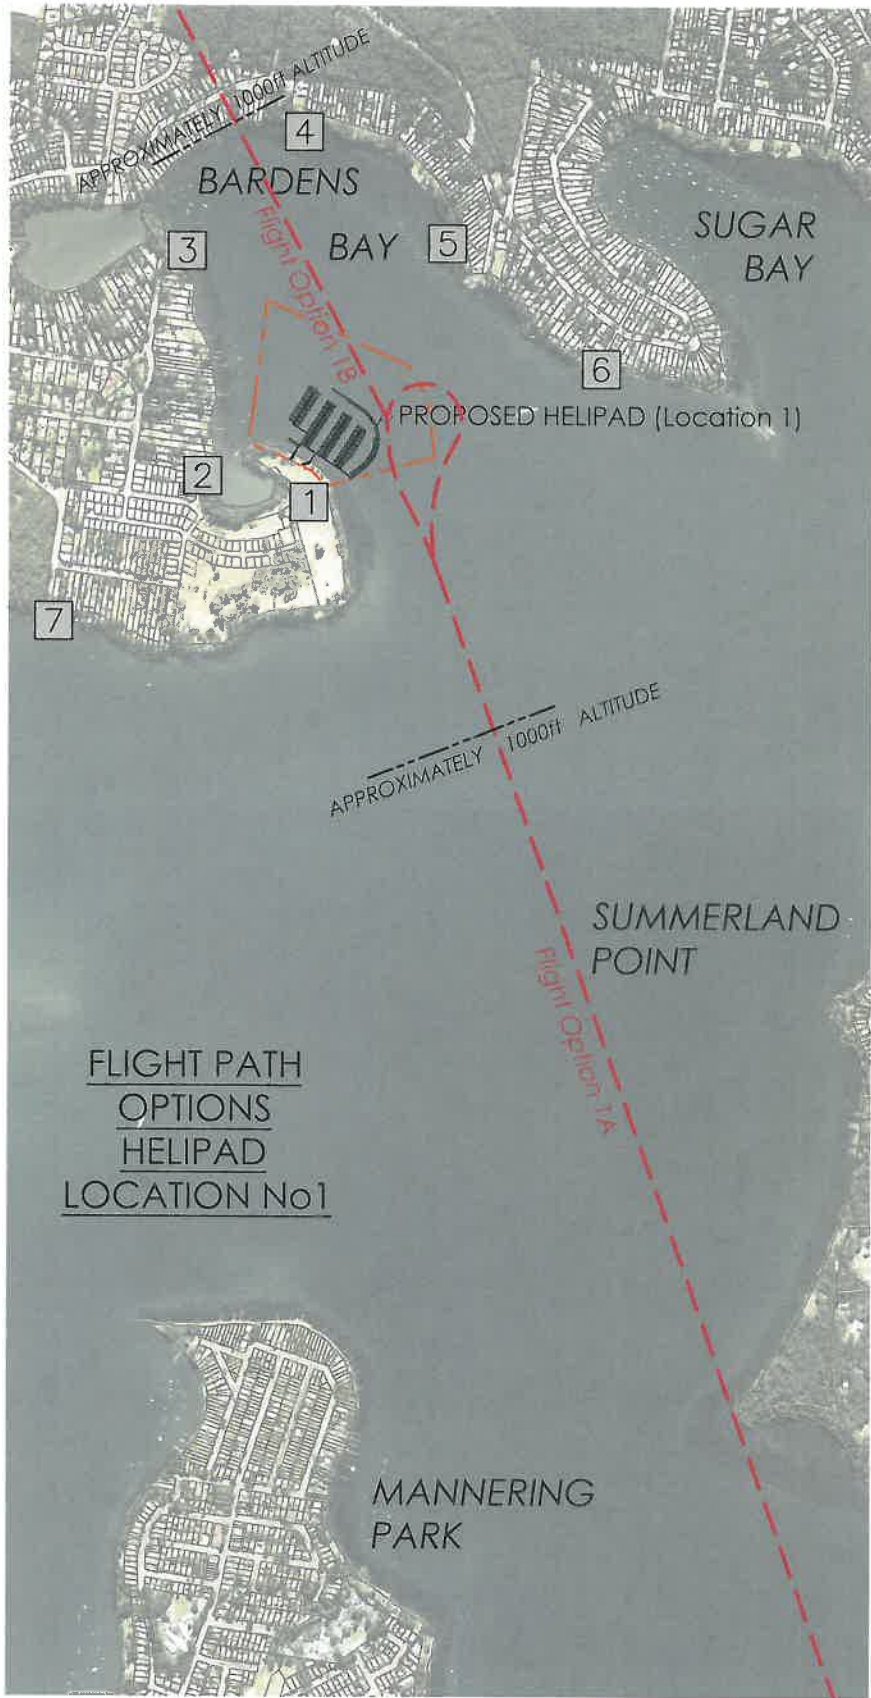 APPROXIMATELY 1000ft ALTITUDE
4
BARDENS
BAY
3
5
SUGAR
BAY
Flight Option 1B
6
PROPOSED HELIPAD (Location 1)
2
1
7
APPROXIMATELY 1000ft ALTITUDE
SUMMERLAND
POINT
Flight Option 1A
FLIGHT PATH
OPTIONS
HELIPAD
LOCATION No1
MANNERING
PARK